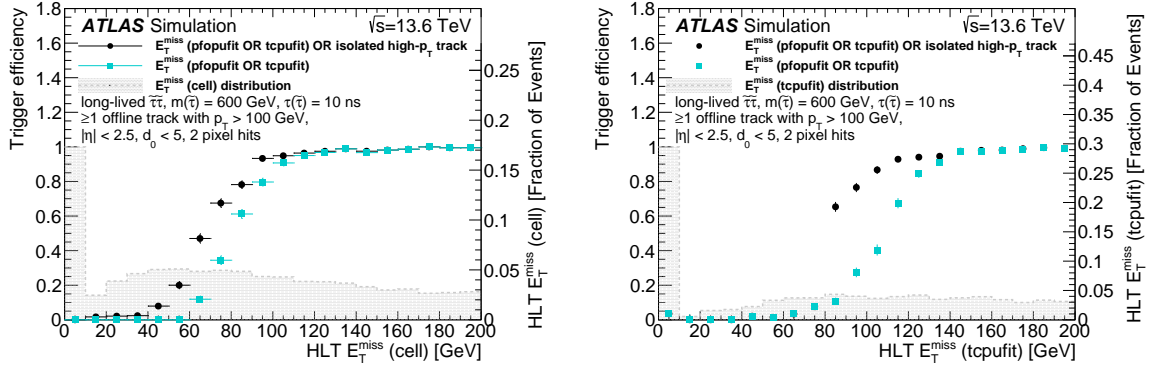 ATLAS Simulation √s=13.6 TeV
E_T^miss (pfopufit OR tcpufit) OR isolated high-p_T track
E_T^miss (pfopufit OR tcpufit)
E_T^miss (cell) distribution
long-lived τ̃τ̃, m(τ̃) = 600 GeV, τ(τ̃) = 10 ns
≥1 offline track with p_T > 100 GeV,
|η| < 2.5, d_0 < 5, 2 pixel hits
Trigger efficiency
1.8
1.6
1.4
1.2
1
0.8
0.6
0.4
0.2
0
0 20 40 60 80 100 120 140 160 180 200
HLT E_T^miss (cell) [GeV]
0.25
0.2
0.15
0.1
0.05
0
HLT E_T^miss (cell) [Fraction of Events]
ATLAS Simulation √s=13.6 TeV
E_T^miss (pfopufit OR tcpufit) OR isolated high-p_T track
E_T^miss (pfopufit OR tcpufit)
E_T^miss (tcpufit) distribution
long-lived τ̃τ̃, m(τ̃) = 600 GeV, τ(τ̃) = 10 ns
≥1 offline track with p_T > 100 GeV,
|η| < 2.5, d_0 < 5, 2 pixel hits
Trigger efficiency
1.8
1.6
1.4
1.2
1
0.8
0.6
0.4
0.2
0
0 20 40 60 80 100 120 140 160 180 200
HLT E_T^miss (tcpufit) [GeV]
0.45
0.4
0.35
0.3
0.25
0.2
0.15
0.1
0.05
0
HLT E_T^miss (tcpufit) [Fraction of Events]